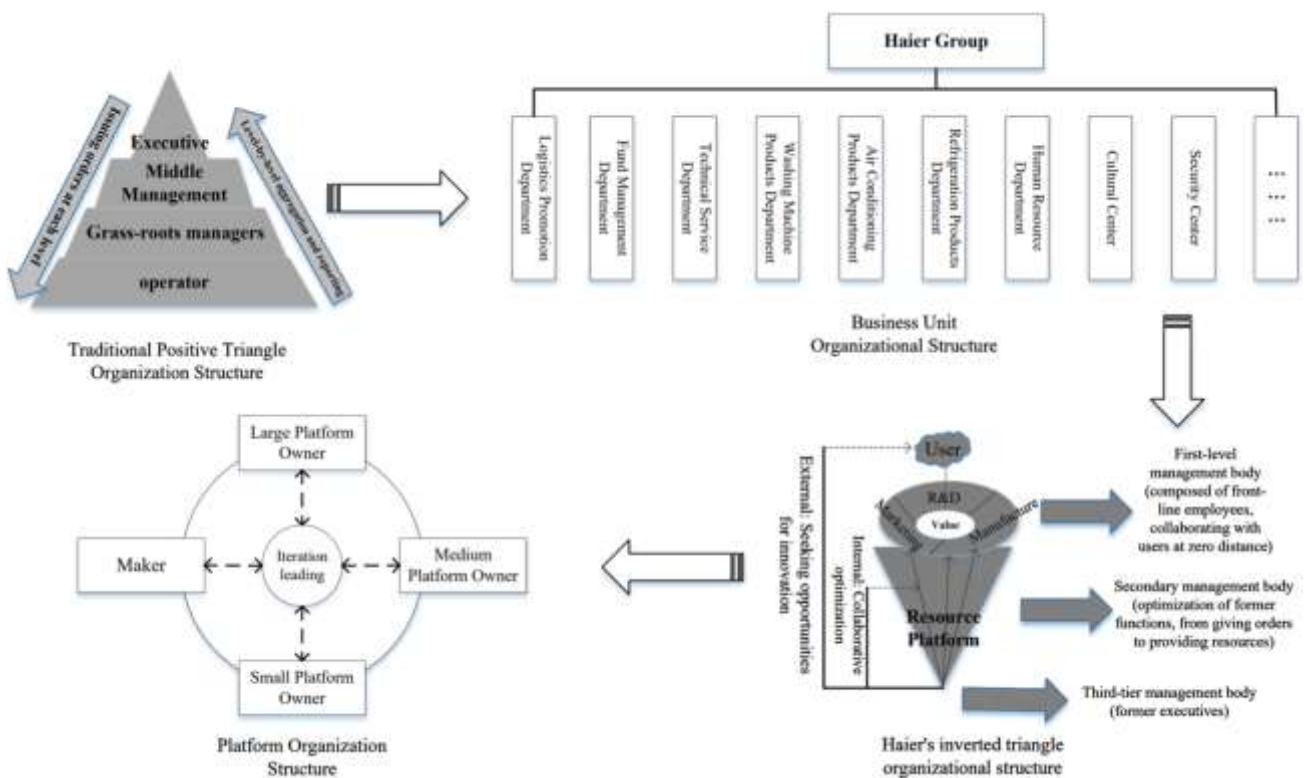 Executive
Middle
Management
Grass-roots managers
operator
Issuing orders at each level
Traditional Positive Triangle
Organization Structure
Haier Group
Logistics Promotion
Department
Fund Management
Department
Technical Service
Department
Washing Machine
Products Department
Air Conditioning
Products Department
Refrigeration Products
Department
Human Resource
Department
Cultural Center
Security Center
... ... ...
Business Unit
Organizational Structure
User
R&D
Marketing
Value
Manufacture
Resource
Platform
External: Seeking opportunities
for innovation
Internal: Collaborative
optimization
First-level
management body
(composed of front-
line employees,
collaborating with
users at zero distance)
Secondary management body
(optimization of former
functions, from giving orders
to providing resources)
Third-tier management body
(former executives)
Haier's inverted triangle
organizational structure
Large Platform
Owner
Maker
Iteration
leading
Medium
Platform Owner
Small Platform
Owner
Platform Organization
Structure